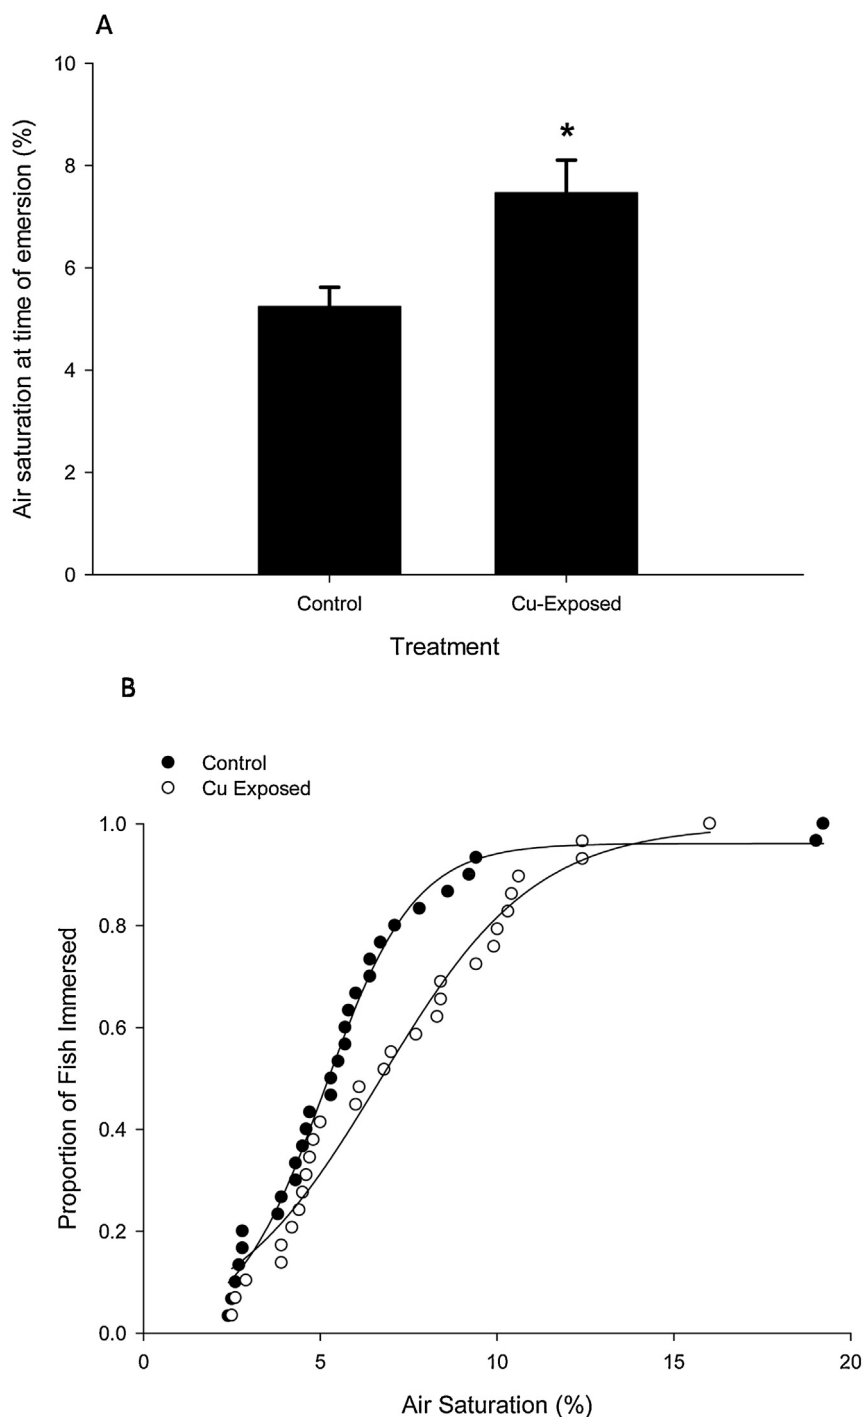 A
Air saturation at time of emersion (%)
10
8
6
4
2
0
*
Control
Cu-Exposed
Treatment
B
Control
Cu Exposed
Proportion of Fish Immersed
1.0
0.8
0.6
0.4
0.2
0.0
0
5
10
15
20
Air Saturation (%)